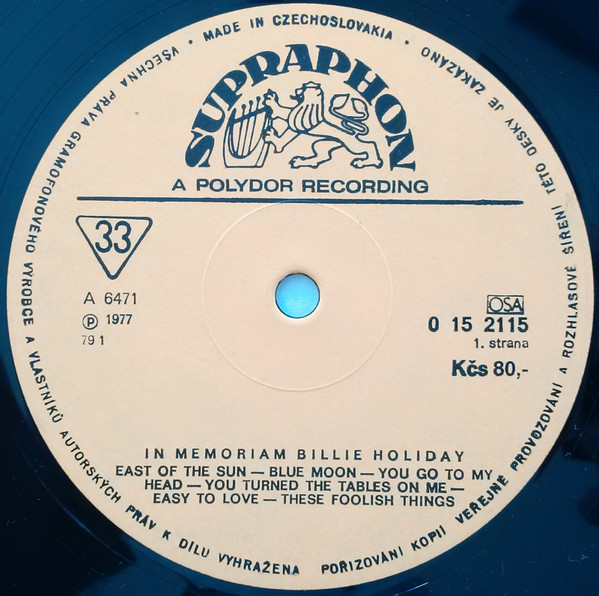 • MADE IN CZECHOSLOVAKIA •
VŠECHNA PRÁVA GRAMOFONOVÉHO VÝROBCE A VLASTNÍKŮ AUTORSKÝCH PRÁV K DÍLU VYHRAŽENA
POŘIZOVÁNÍ KOPIÍ VEŘEJNÉ PROVOZOVÁNÍ A ROZHLASOVÉ ŠÍŘENÍ TÉTO DESKY JE ZAKÁZÁNO
SUPRAPHON
A POLYDOR RECORDING
33
A 6471
Ⓟ 1977
79 1
OSA
0 15 2115
1. strana
Kčs 80,-
IN MEMORIAM BILLIE HOLIDAY
EAST OF THE SUN — BLUE MOON — YOU GO TO MY
HEAD — YOU TURNED THE TABLES ON ME —
EASY TO LOVE — THESE FOOLISH THINGS